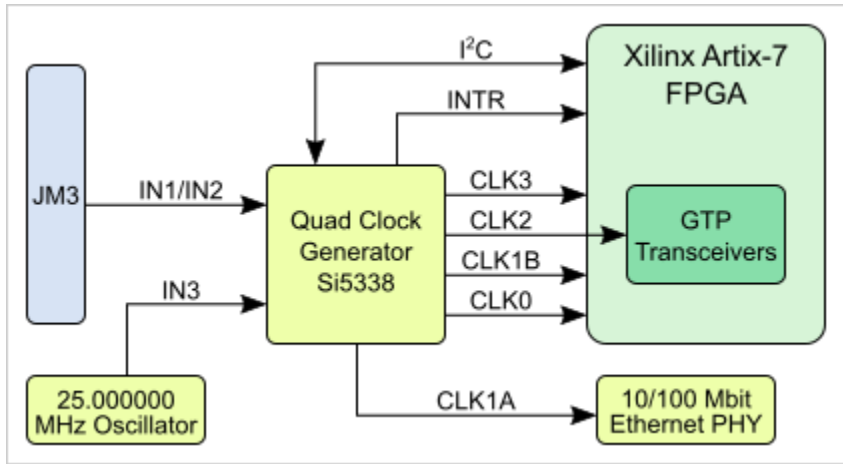 I²C
Xilinx Artix-7
FPGA
INTR
JM3
IN1/IN2
Quad Clock
Generator
Si5338
CLK3
CLK2
CLK1B
CLK0
GTP
Transceivers
IN3
25.000000
MHz Oscillator
CLK1A
10/100 Mbit
Ethernet PHY